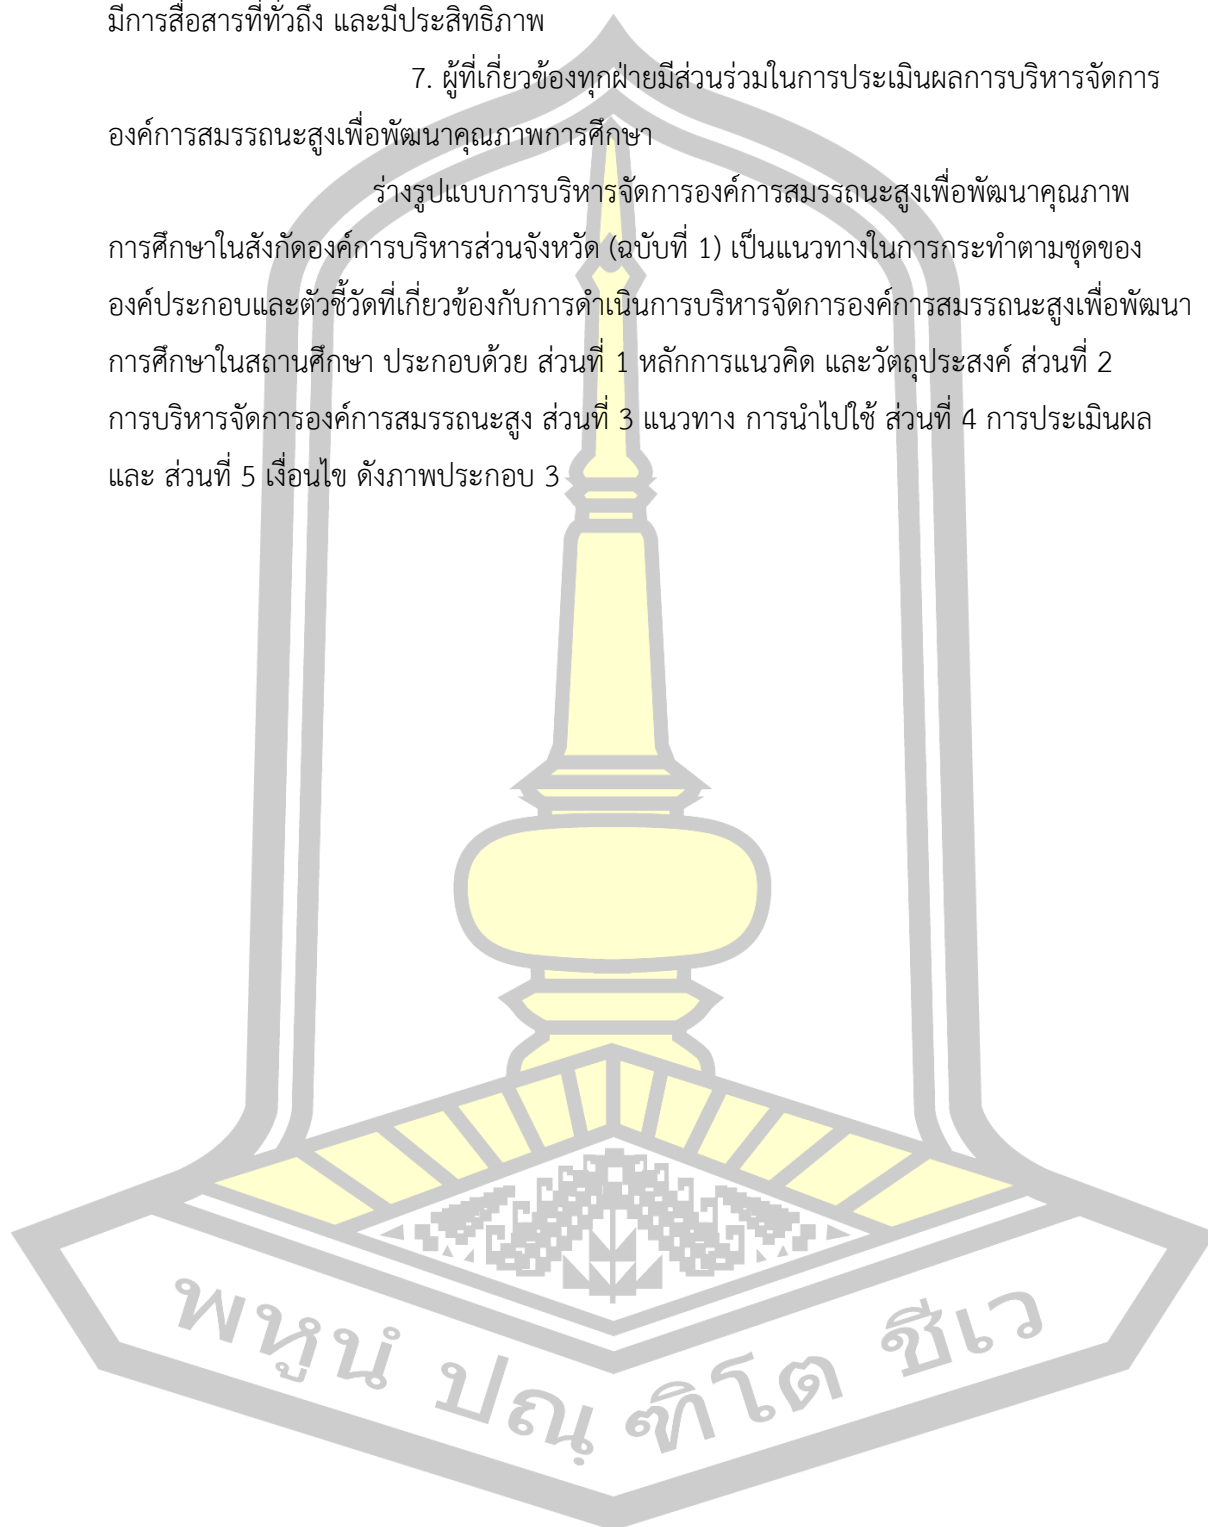 มีการสื่อสารที่ทั่วถึง และมีประสิทธิภาพ
7. ผู้ที่เกี่ยวข้องทุกฝ่ายมีส่วนร่วมในการประเมินผลการบริหารจัดการ
องค์การสมรรถนะสูงเพื่อพัฒนาคุณภาพการศึกษา
ร่างรูปแบบการบริหารจัดการองค์การสมรรถนะสูงเพื่อพัฒนาคุณภาพ
การศึกษาในสังกัดองค์การบริหารส่วนจังหวัด (ฉบับที่ 1) เป็นแนวทางในการกระทำตามชุดของ
องค์ประกอบและตัวชี้วัดที่เกี่ยวข้องกับการดำเนินการบริหารจัดการองค์การสมรรถนะสูงเพื่อพัฒนา
การศึกษาในสถานศึกษา ประกอบด้วย ส่วนที่ 1 หลักการแนวคิด และวัตถุประสงค์ ส่วนที่ 2
การบริหารจัดการองค์การสมรรถนะสูง ส่วนที่ 3 แนวทาง การนำไปใช้ ส่วนที่ 4 การประเมินผล
และ ส่วนที่ 5 เงื่อนไข ดังภาพประกอบ 3
พหูนํ ปณฺฑิโต ชีเว